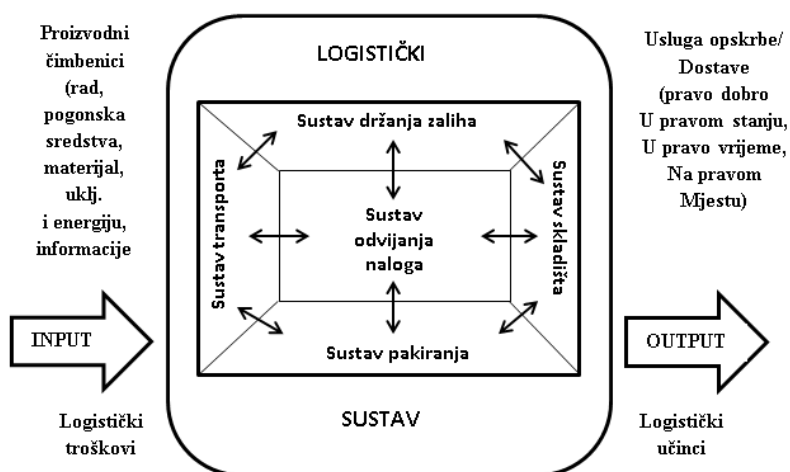 Proizvodni
čimbenici
(rad,
pogonska
sredstva,
materijal,
uklj.
i energiju,
informacije
INPUT
Logistički
troškovi
LOGISTIČKI
Sustav držanja zaliha
Sustav transporta
Sustav
odvijanja
naloga
Sustav skladišta
Sustav pakiranja
SUSTAV
Usluga opskrbe/
Dostave
(pravo dobro
U pravom stanju,
U pravo vrijeme,
Na pravom
Mjestu)
OUTPUT
Logistički
učinci